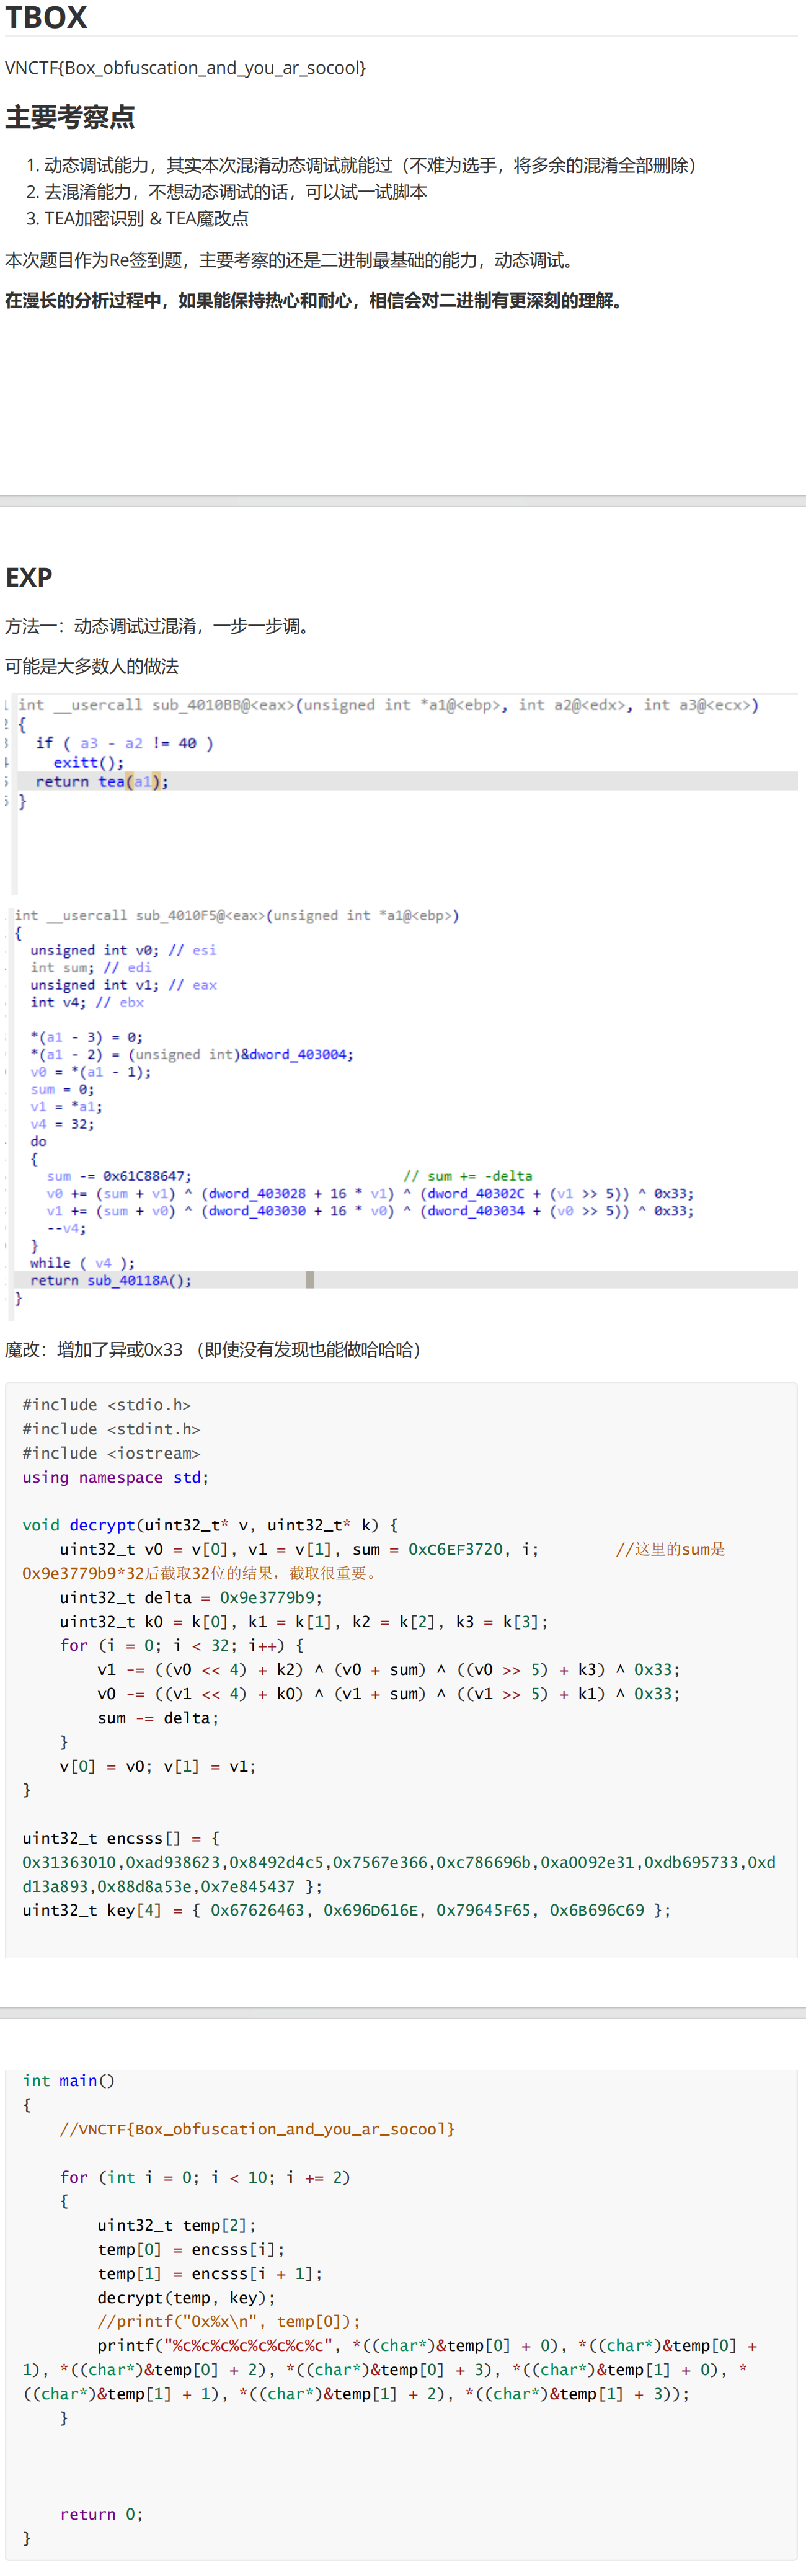 TBOX
VNCTF{Box_obfuscation_and_you_ar_socool}
主要考察点
1. 动态调试能力，其实本次混淆动态调试就能过（不难为选手，将多余的混淆全部删除）
2. 去混淆能力，不想动态调试的话，可以试一试脚本
3. TEA加密识别 & TEA魔改点
本次题目作为Re签到题，主要考察的还是二进制最基础的能力，动态调试。
在漫长的分析过程中，如果能保持热心和耐心，相信会对二进制有更深刻的理解。
EXP
方法一：动态调试过混淆，一步一步调。
可能是大多数人的做法
int __usercall sub_4010BB@<eax>(unsigned int *a1@<ebp>, int a2@<edx>, int a3@<ecx>)
{
if ( a3 - a2 != 40 )
exitt();
return tea(a1);
}
int __usercall sub_4010F5@<eax>(unsigned int *a1@<ebp>)
{
unsigned int v0; // esi
int sum; // edi
unsigned int v1; // eax
int v4; // ebx
*(a1 - 3) = 0;
*(a1 - 2) = (unsigned int)&dword_403004;
v0 = *(a1 - 1);
sum = 0;
v1 = *a1;
v4 = 32;
do
{
sum -= 0x61C88647; // sum += -delta
v0 += (sum + v1) ^ (dword_403028 + 16 * v1) ^ (dword_40302C + (v1 >> 5)) ^ 0x33;
v1 += (sum + v0) ^ (dword_403030 + 16 * v0) ^ (dword_403034 + (v0 >> 5)) ^ 0x33;
--v4;
}
while ( v4 );
return sub_40118A();
}
魔改：增加了异或0x33 （即使没有发现也能做哈哈哈）
#include <stdio.h>
#include <stdint.h>
#include <iostream>
using namespace std;
void decrypt(uint32_t* v, uint32_t* k) {
uint32_t v0 = v[0], v1 = v[1], sum = 0xC6EF3720, i; //这里的sum是
0x9e3779b9*32后截取32位的结果，截取很重要。
uint32_t delta = 0x9e3779b9;
uint32_t k0 = k[0], k1 = k[1], k2 = k[2], k3 = k[3];
for (i = 0; i < 32; i++) {
v1 -= ((v0 << 4) + k2) ^ (v0 + sum) ^ ((v0 >> 5) + k3) ^ 0x33;
v0 -= ((v1 << 4) + k0) ^ (v1 + sum) ^ ((v1 >> 5) + k1) ^ 0x33;
sum -= delta;
}
v[0] = v0; v[1] = v1;
}
uint32_t encsss[] = {
0x31363010,0xad938623,0x8492d4c5,0x7567e366,0xc786696b,0xa0092e31,0xdb695733,0xd
d13a893,0x88d8a53e,0x7e845437 };
uint32_t key[4] = { 0x67626463, 0x696D616E, 0x79645F65, 0x6B696C69 };
int main()
{
//VNCTF{Box_obfuscation_and_you_ar_socool}
for (int i = 0; i < 10; i += 2)
{
uint32_t temp[2];
temp[0] = encsss[i];
temp[1] = encsss[i + 1];
decrypt(temp, key);
//printf("0x%x\n", temp[0]);
printf("%c%c%c%c%c%c%c%c", *((char*)&temp[0] + 0), *((char*)&temp[0] +
1), *((char*)&temp[0] + 2), *((char*)&temp[0] + 3), *((char*)&temp[1] + 0), *
((char*)&temp[1] + 1), *((char*)&temp[1] + 2), *((char*)&temp[1] + 3));
}
return 0;
}